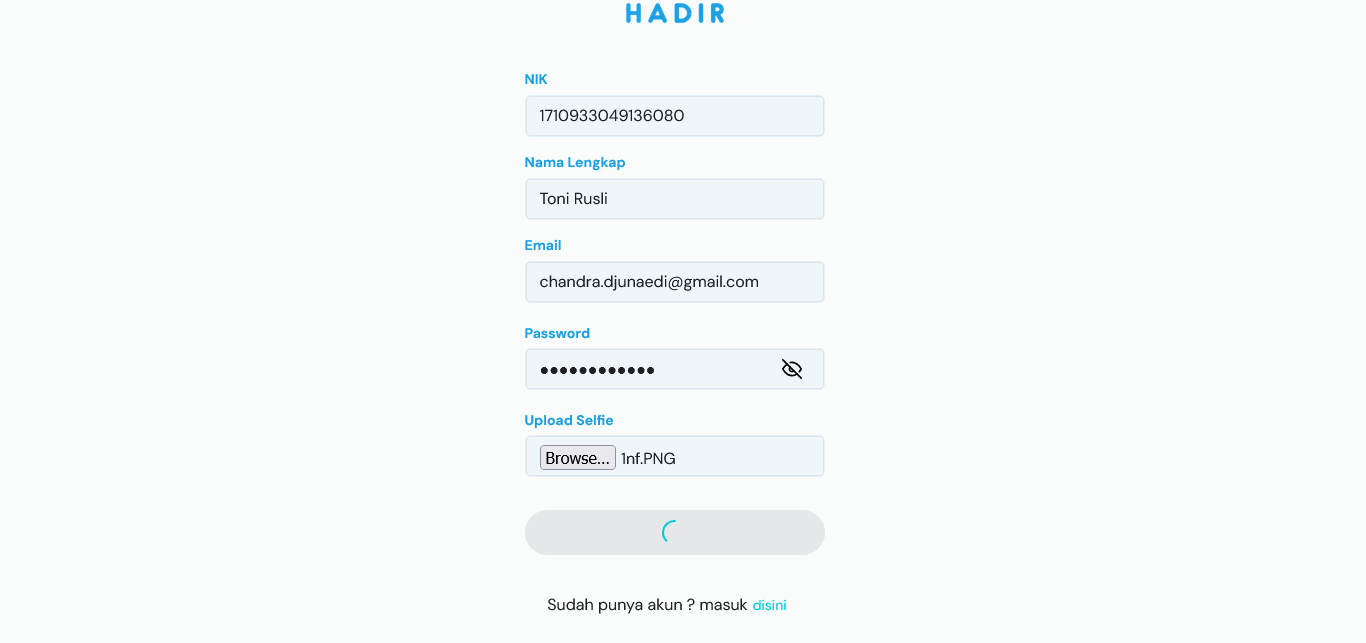 HADIR
NIK
1710933049136080
Nama Lengkap
Toni Rusli
Email
chandra.djunaedi@gmail.com
Password
●●●●●●●●●●●●
Upload Selfie
Browse... 1nf.PNG
Sudah punya akun ? masuk disini